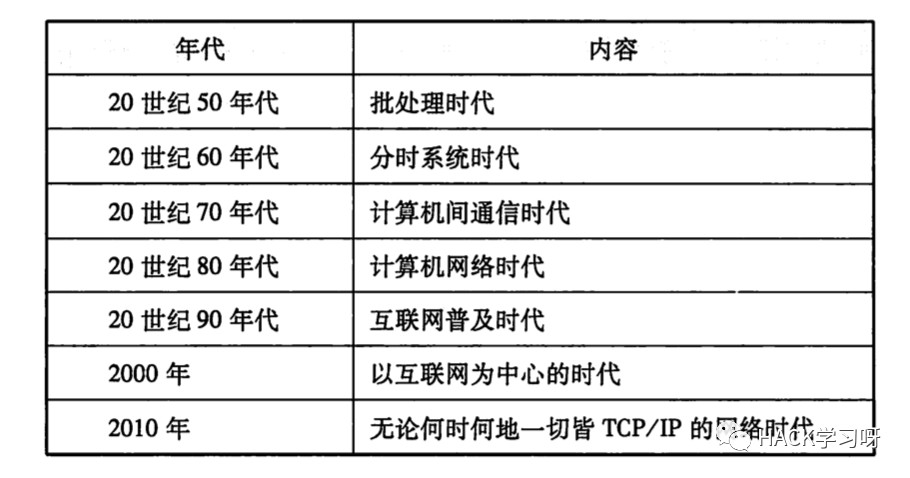 年代 内容
20 世纪 50 年代 批处理时代
20 世纪 60 年代 分时系统时代
20 世纪 70 年代 计算机间通信时代
20 世纪 80 年代 计算机网络时代
20 世纪 90 年代 互联网普及时代
2000 年 以互联网为中心的时代
2010 年 无论何时何地一切皆 TCP/IP 的网络时代
HACK学习呀